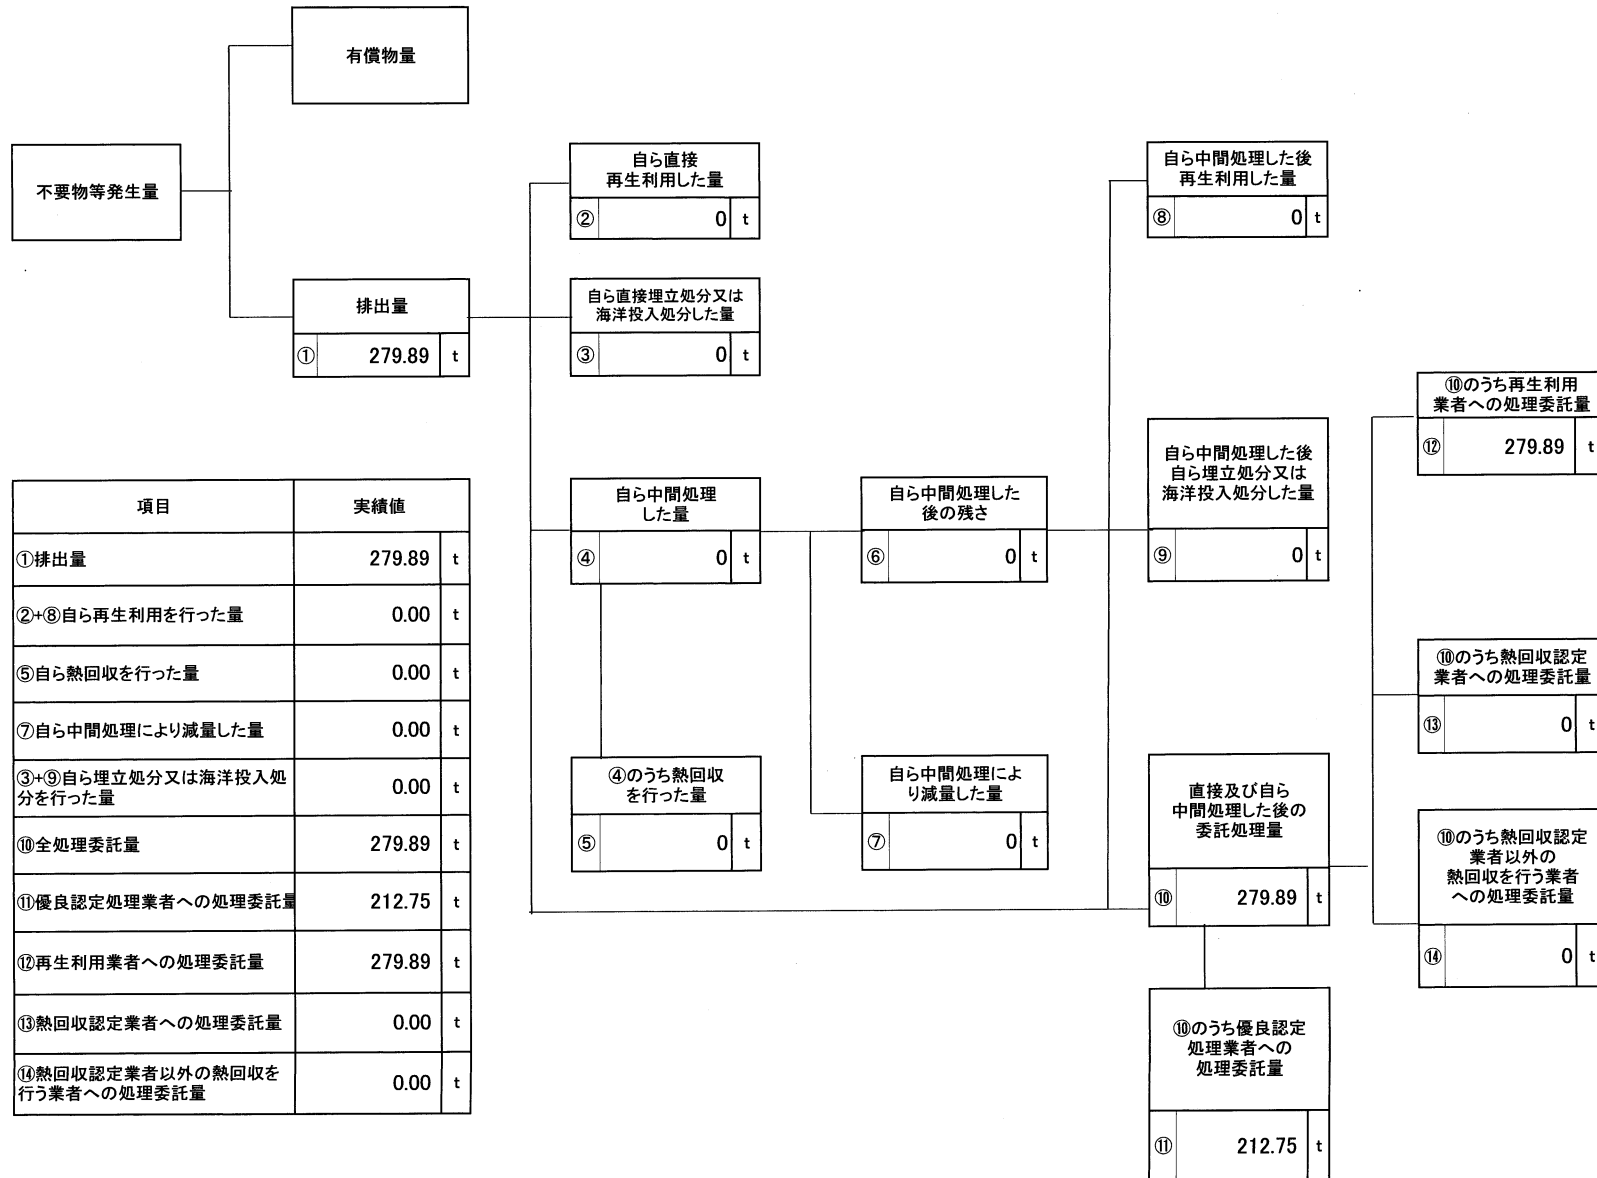 有償物量
不要物等発生量
排出量
① 279.89 t
自ら直接
再生利用した量
② 0 t
自ら直接埋立処分又は
海洋投入処分した量
③ 0 t
自ら中間処理
した量
④ 0 t
④のうち熱回収
を行った量
⑤ 0 t
自ら中間処理した
後の残さ
⑥ 0 t
自ら中間処理によ
り減量した量
⑦ 0 t
自ら中間処理した後
再生利用した量
⑧ 0 t
自ら中間処理した後
自ら埋立処分又は
海洋投入処分した量
⑨ 0 t
直接及び自ら
中間処理した後の
委託処理量
⑩ 279.89 t
⑩のうち優良認定
処理業者への
処理委託量
⑪ 212.75 t
⑩のうち再生利用
業者への処理委託量
⑫ 279.89 t
⑩のうち熱回収認定
業者への処理委託量
⑬ 0 t
⑩のうち熱回収認定
業者以外の
熱回収を行う業者
への処理委託量
⑭ 0 t
項目 実績値
①排出量 279.89 t
②+⑧自ら再生利用を行った量 0.00 t
⑤自ら熱回収を行った量 0.00 t
⑦自ら中間処理により減量した量 0.00 t
③+⑨自ら埋立処分又は海洋投入処
分を行った量 0.00 t
⑩全処理委託量 279.89 t
⑪優良認定処理業者への処理委託量 212.75 t
⑫再生利用業者への処理委託量 279.89 t
⑬熱回収認定業者への処理委託量 0.00 t
⑭熱回収認定業者以外の熱回収を
行う業者への処理委託量 0.00 t